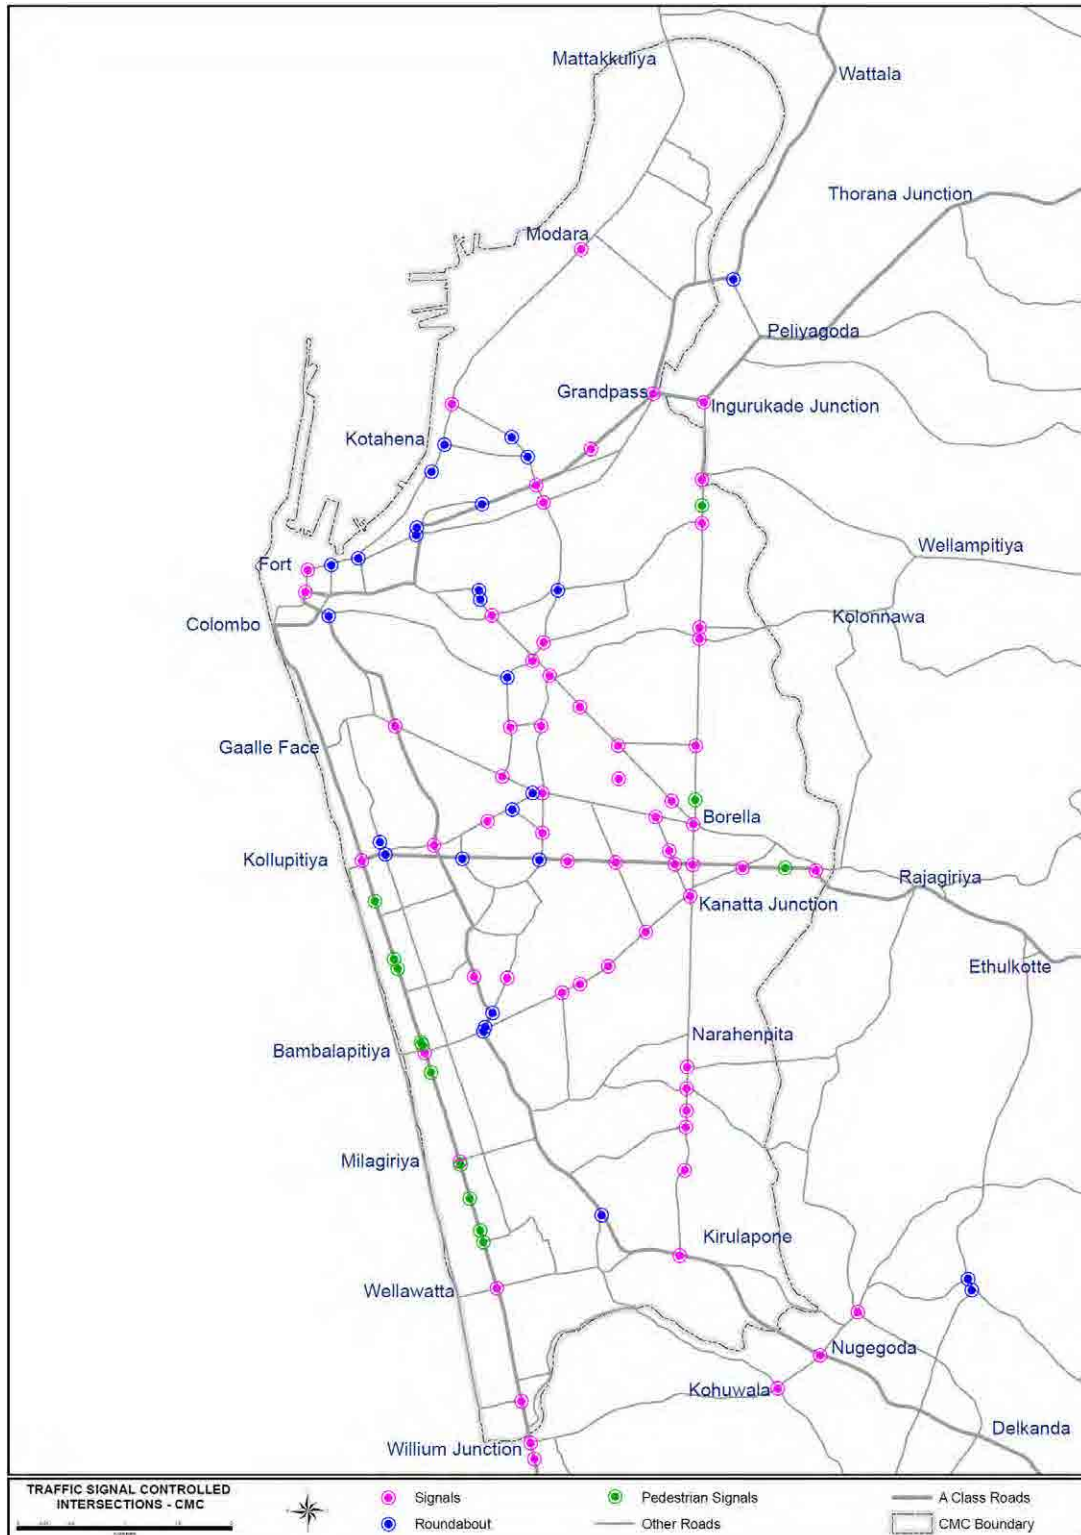 Mattakkuliya
Wattala
Thorana Junction
Modara
Peliyagoda
Grandpass
Ingurukade Junction
Kotahena
Wellampitiya
Fort
Kolonnawa
Colombo
Gaalle Face
Borella
Kollupitiya
Rajagiriya
Kanatta Junction
Ethulkotte
Narahenpita
Bambalapitiya
Milagiriya
Kirulapone
Wellawatta
Nugegoda
Kohuwala
Delkanda
Willium Junction
TRAFFIC SIGNAL CONTROLLED
INTERSECTIONS - CMC
Signals
Pedestrian Signals
A Class Roads
Roundabout
Other Roads
CMC Boundary